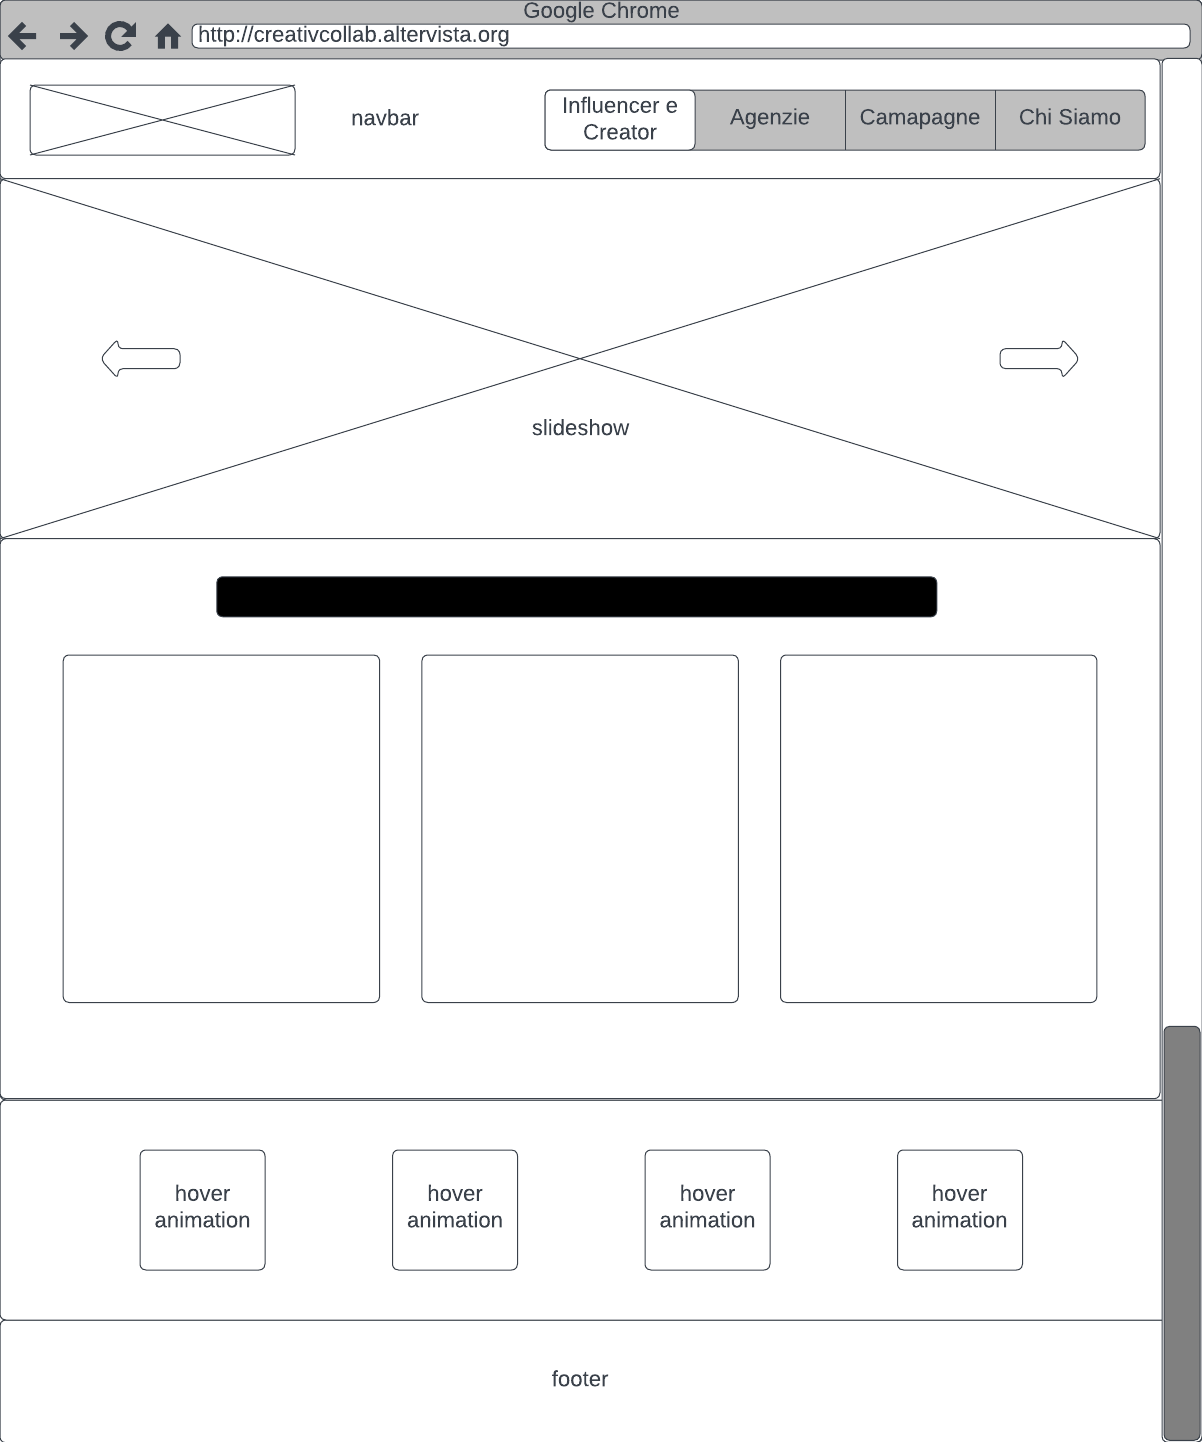 Google Chrome
http://creativcollab.altervista.org
navbar
Influencer e
Creator
Agenzie
Camapagne
Chi Siamo
slideshow
hover
animation
hover
animation
hover
animation
hover
animation
footer